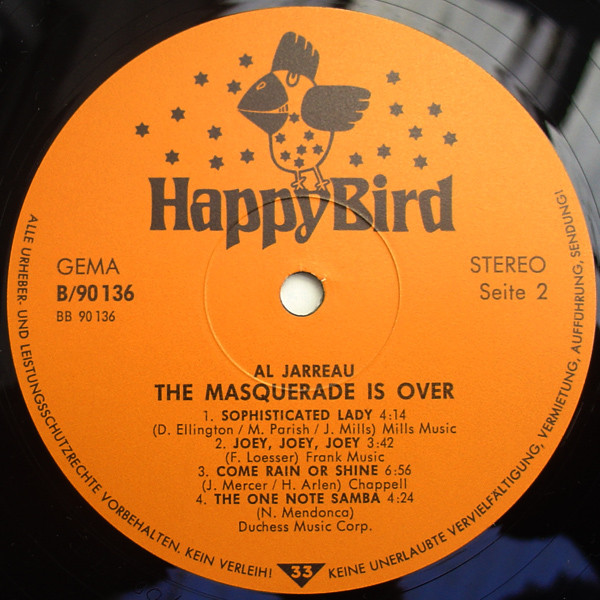 HappyBird
GEMA
B/90 136
BB 90 136
STEREO
Seite 2
AL JARREAU
THE MASQUERADE IS OVER
1. SOPHISTICATED LADY 4:14
(D. Ellington / M. Parish / J. Mills) Mills Music
2. JOEY, JOEY, JOEY 3:42
(F. Loesser) Frank Music
3. COME RAIN OR SHINE 6:56
(J. Mercer / H. Arlen) Chappell
4. THE ONE NOTE SAMBA 4:24
(N. Mendonca)
Duchess Music Corp.
ALLE URHEBER- UND LEISTUNGSSCHUTZRECHTE VORBEHALTEN. KEIN VERLEIH! KEINE UNERLAUBTE VERVIELFÄLTIGUNG, VERMIETUNG, AUFFÜHRUNG, SENDUNG!
33